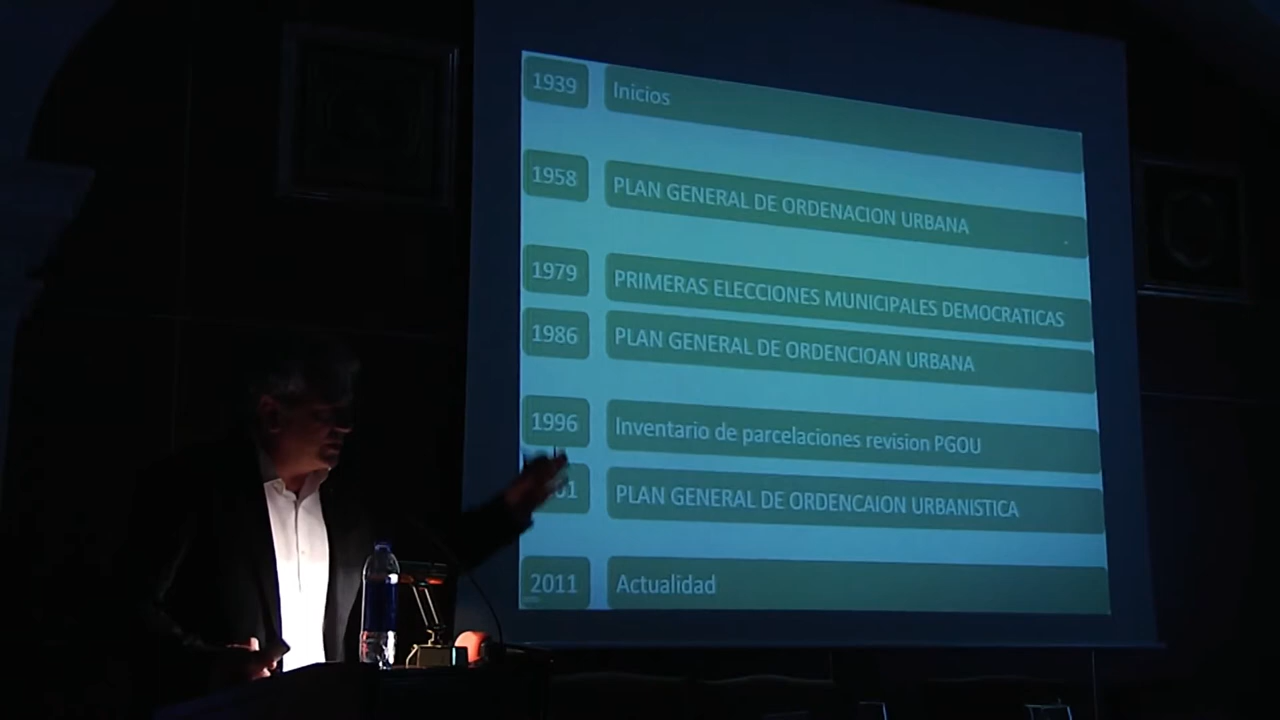 1939 Inicios
1958 PLAN GENERAL DE ORDENACION URBANA
1979 PRIMERAS ELECCIONES MUNICIPALES DEMOCRATICAS
1986 PLAN GENERAL DE ORDENCIOAN URBANA
1996 Inventario de parcelaciones revision PGOU
PLAN GENERAL DE ORDENCAION URBANISTICA
2011 Actualidad